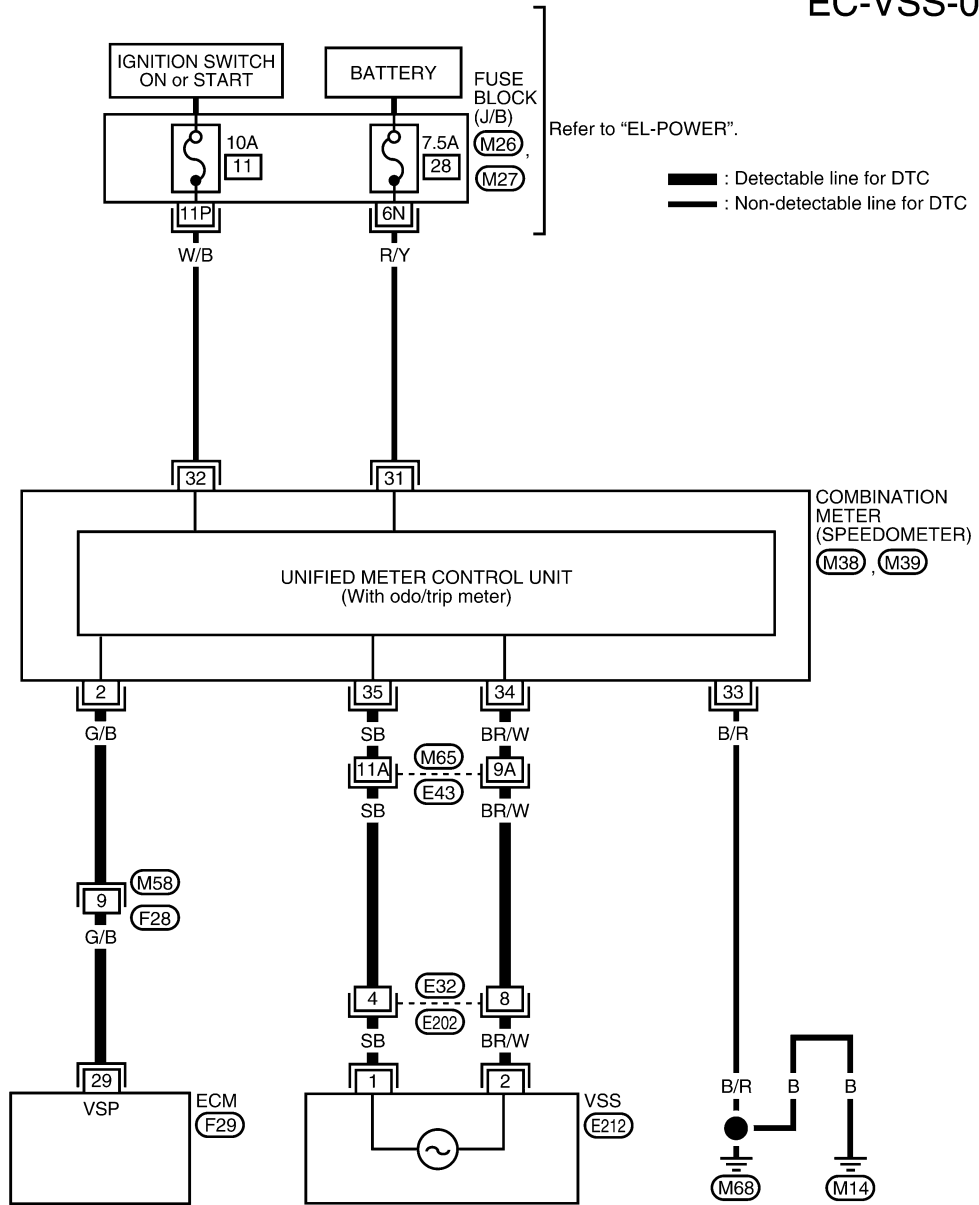 EC-VSS-0
IGNITION SWITCH
ON or START
BATTERY
FUSE
BLOCK
(J/B)
M26 ,
M27
Refer to “EL-POWER”.
10A
11
7.5A
28
: Detectable line for DTC
: Non-detectable line for DTC
11P
6N
W/B
R/Y
32
31
COMBINATION
METER
(SPEEDOMETER)
M38 , M39
UNIFIED METER CONTROL UNIT
(With odo/trip meter)
2
35
34
33
G/B
SB
BR/W
B/R
11A
M65
9A
E43
SB
BR/W
9
M58
F28
G/B
4
E32
8
E202
SB
BR/W
29
1
2
B/R
B
B
VSP
ECM
F29
VSS
E212
M68
M14